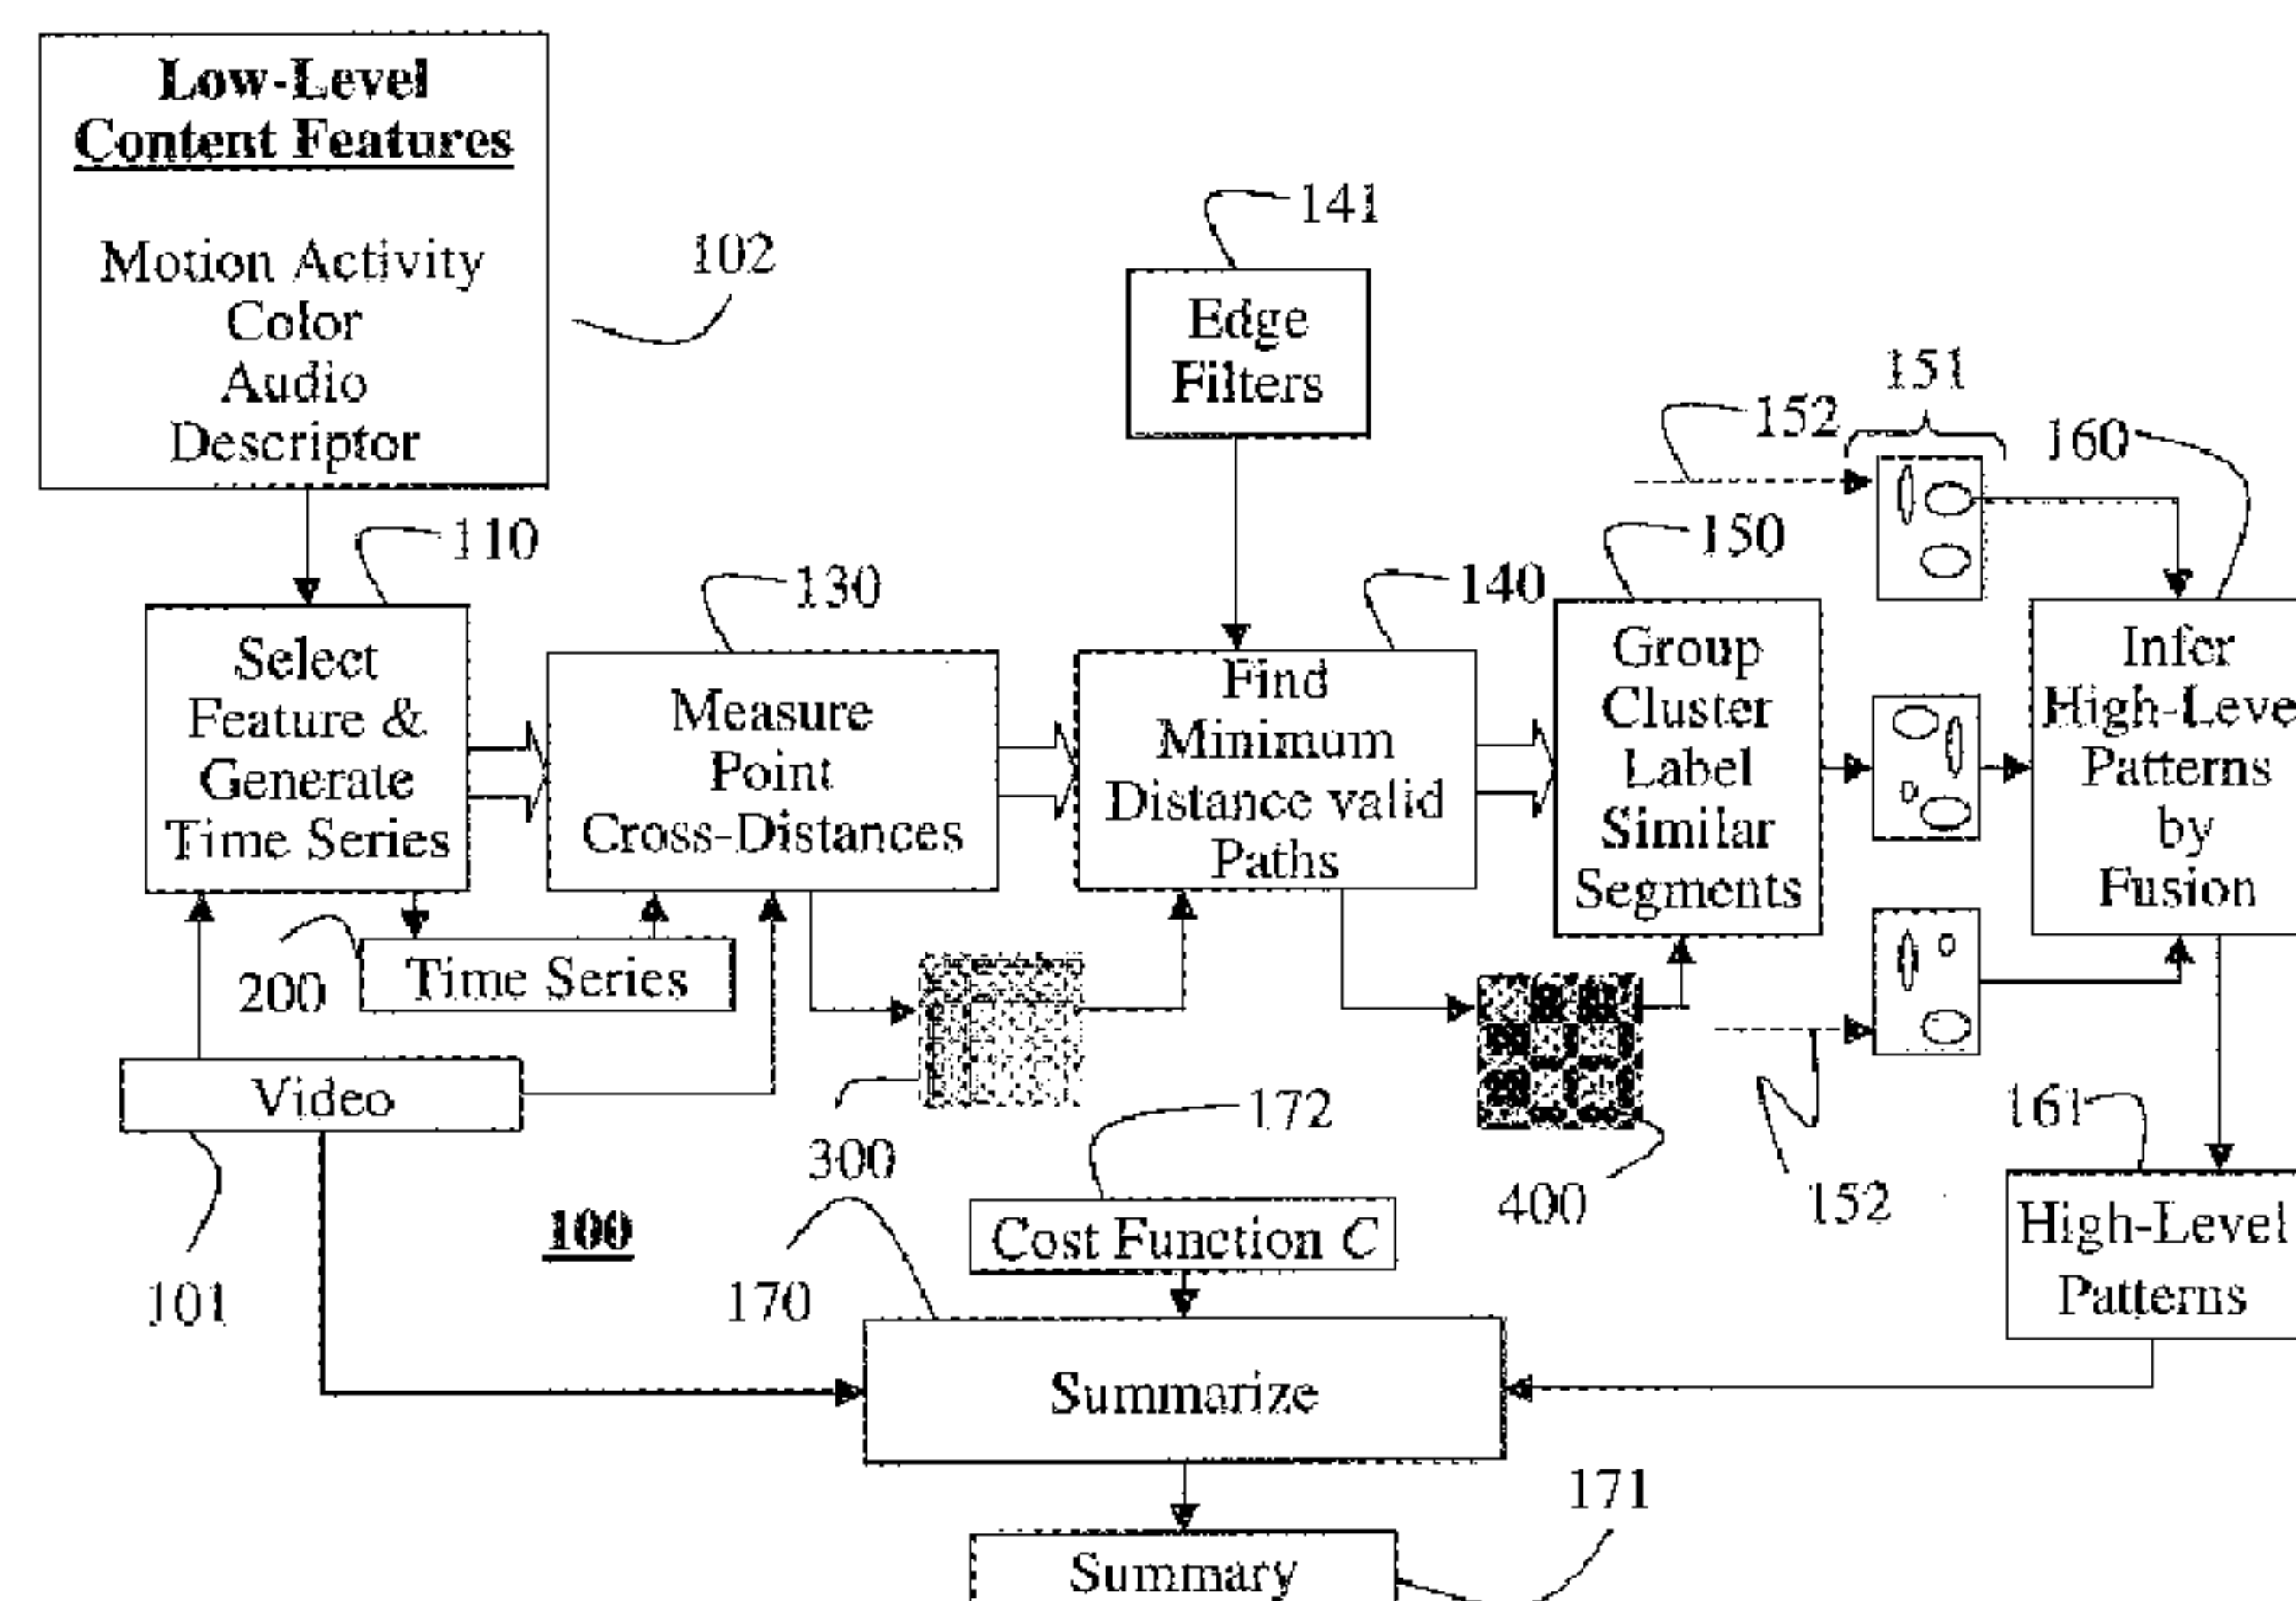 Low-Level
Content Features
Motion Activity
Color
Audio
Descriptor
102
141
Edge
Filters
151
152
160
110
130
140
150
Select
Feature &
Generate
Time Series
Measure
Point
Cross-Distances
Find
Minimum
Distance valid
Paths
Group
Cluster
Label
Similar
Segments
Infer
High-Leve
Patterns
by
Fusion
200
Time Series
Video
101
100
300
172
400
152
161
High-Level
Patterns
170
Cost Function C
Summarize
171
Summary